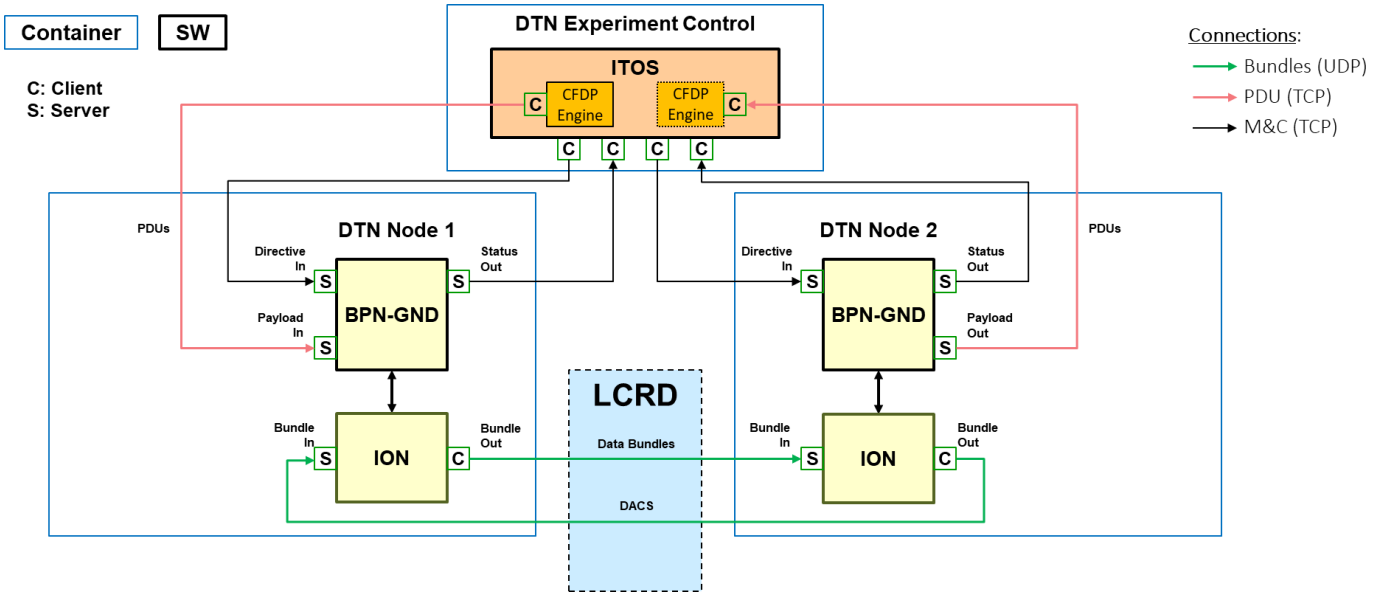 DTN Experiment Control
Container
SW
C: Client
S: Server
ITOS
C
CFDP
Engine
CFDP
Engine
C
C
C
C
C
Connections:
Bundles (UDP)
PDU (TCP)
M&C (TCP)
PDUs
DTN Node 1
Directive
In
S
Status
Out
S
BPN-GND
Payload
In
S
Bundle
In
S
ION
Bundle
Out
C
LCRD
Data Bundles
DACS
DTN Node 2
PDUs
Directive
In
S
Status
Out
S
BPN-GND
Payload
Out
S
Bundle
In
S
ION
Bundle
Out
C